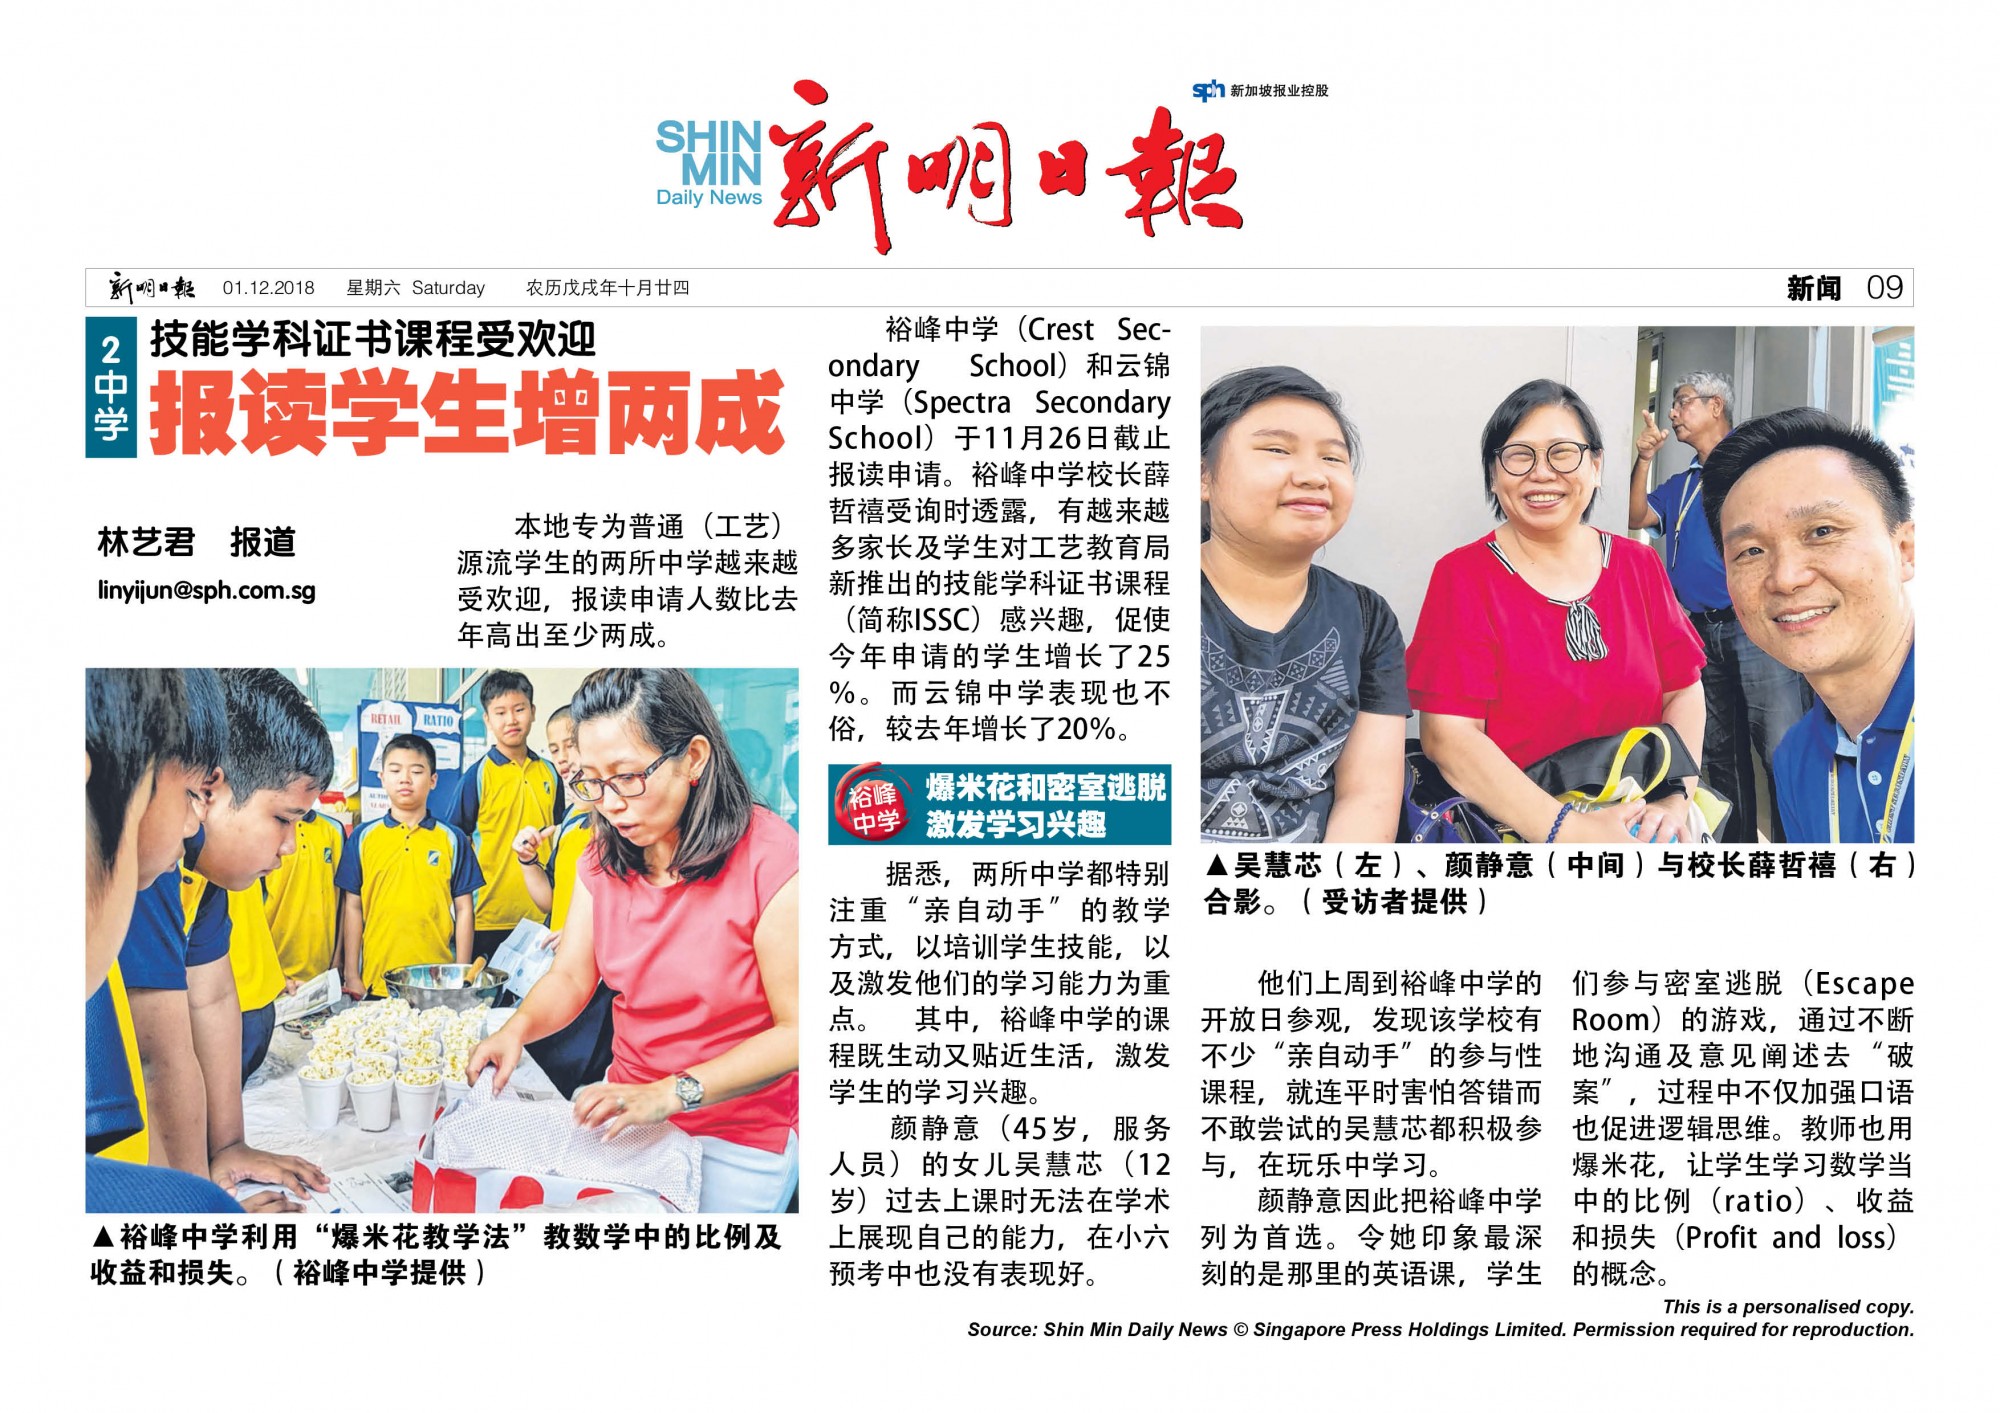 sph 新加坡报业控股
SHIN
MIN
Daily News
新明日報
新明日報 01.12.2018 星期六 Saturday 农历戊戌年十月廿四 新闻 09
2中学
技能学科证书课程受欢迎
报读学生增两成
林艺君 报道
linyijun@sph.com.sg
本地专为普通（工艺）
源流学生的两所中学越来越
受欢迎，报读申请人数比去
年高出至少两成。
RETAIL
RATIO
▲裕峰中学利用“爆米花教学法”教数学中的比例及
收益和损失。（裕峰中学提供）
裕峰中学（Crest Sec-
ondary School）和云锦
中学（Spectra Secondary
School）于11月26日截止
报读申请。裕峰中学校长薛
哲禧受询时透露，有越来越
多家长及学生对工艺教育局
新推出的技能学科证书课程
（简称ISSC）感兴趣，促使
今年申请的学生增长了25
%。而云锦中学表现也不
俗，较去年增长了20%。
裕峰
中学
爆米花和密室逃脱
激发学习兴趣
据悉，两所中学都特别
注重“亲自动手”的教学
方式，以培训学生技能，以
及激发他们的学习能力为重
点。 其中，裕峰中学的课
程既生动又贴近生活，激发
学生的学习兴趣。
颜静意（45岁，服务
人员）的女儿吴慧芯（12
岁）过去上课时无法在学术
上展现自己的能力，在小六
预考中也没有表现好。
▲吴慧芯（左）、颜静意（中间）与校长薛哲禧（右）
合影。（受访者提供）
他们上周到裕峰中学的
开放日参观，发现该学校有
不少“亲自动手”的参与性
课程，就连平时害怕答错而
不敢尝试的吴慧芯都积极参
与，在玩乐中学习。
颜静意因此把裕峰中学
列为首选。令她印象最深
刻的是那里的英语课，学生
们参与密室逃脱（Escape
Room）的游戏，通过不断
地沟通及意见阐述去“破
案”，过程中不仅加强口语
也促进逻辑思维。教师也用
爆米花，让学生学习数学当
中的比例（ratio）、收益
和损失（Profit and loss）
的概念。
This is a personalised copy.
Source: Shin Min Daily News © Singapore Press Holdings Limited. Permission required for reproduction.